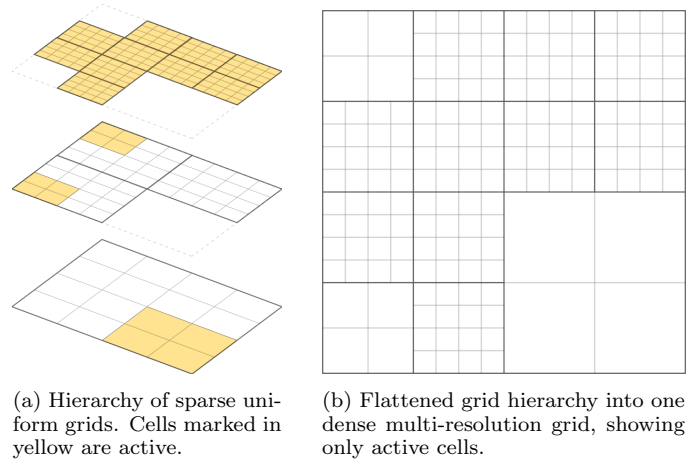 (a) Hierarchy of sparse uni-
form grids. Cells marked in
yellow are active.
(b) Flattened grid hierarchy into one
dense multi-resolution grid, showing
only active cells.